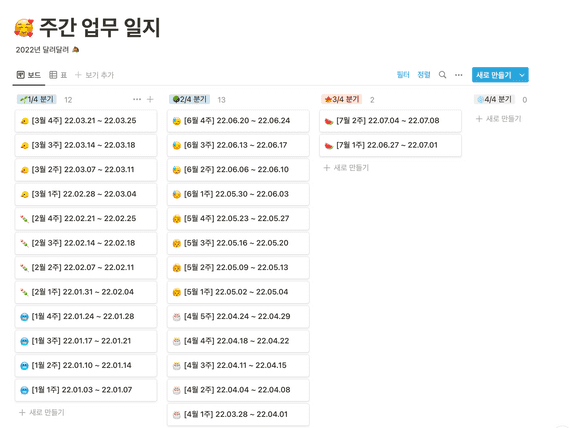 주간 업무 일지
2022년 달려달려
보드 표 + 보기 추가
필터 정렬 새로 만들기
1/4 분기 12
[3월 4주] 22.03.21 ~ 22.03.25
[3월 3주] 22.03.14 ~ 22.03.18
[3월 2주] 22.03.07 ~ 22.03.11
[3월 1주] 22.02.28 ~ 22.03.04
[2월 4주] 22.02.21 ~ 22.02.25
[2월 3주] 22.02.14 ~ 22.02.18
[2월 2주] 22.02.07 ~ 22.02.11
[2월 1주] 22.01.31 ~ 22.02.04
[1월 4주] 22.01.24 ~ 22.01.28
[1월 3주] 22.01.17 ~ 22.01.21
[1월 2주] 22.01.10 ~ 22.01.14
[1월 1주] 22.01.03 ~ 22.01.07
+ 새로 만들기
2/4 분기 13
[6월 4주] 22.06.20 ~ 22.06.24
[6월 3주] 22.06.13 ~ 22.06.17
[6월 2주] 22.06.06 ~ 22.06.10
[6월 1주] 22.05.30 ~ 22.06.03
[5월 4주] 22.05.23 ~ 22.05.27
[5월 3주] 22.05.16 ~ 22.05.20
[5월 2주] 22.05.09 ~ 22.05.13
[5월 1주] 22.05.02 ~ 22.05.04
[4월 5주] 22.04.24 ~ 22.04.29
[4월 4주] 22.04.18 ~ 22.04.22
[4월 3주] 22.04.11 ~ 22.04.15
[4월 2주] 22.04.04 ~ 22.04.08
[4월 1주] 22.03.28 ~ 22.04.01
3/4 분기 2
[7월 2주] 22.07.04 ~ 22.07.08
[7월 1주] 22.06.27 ~ 22.07.01
+ 새로 만들기
4/4 분기 0
+ 새로 만들기